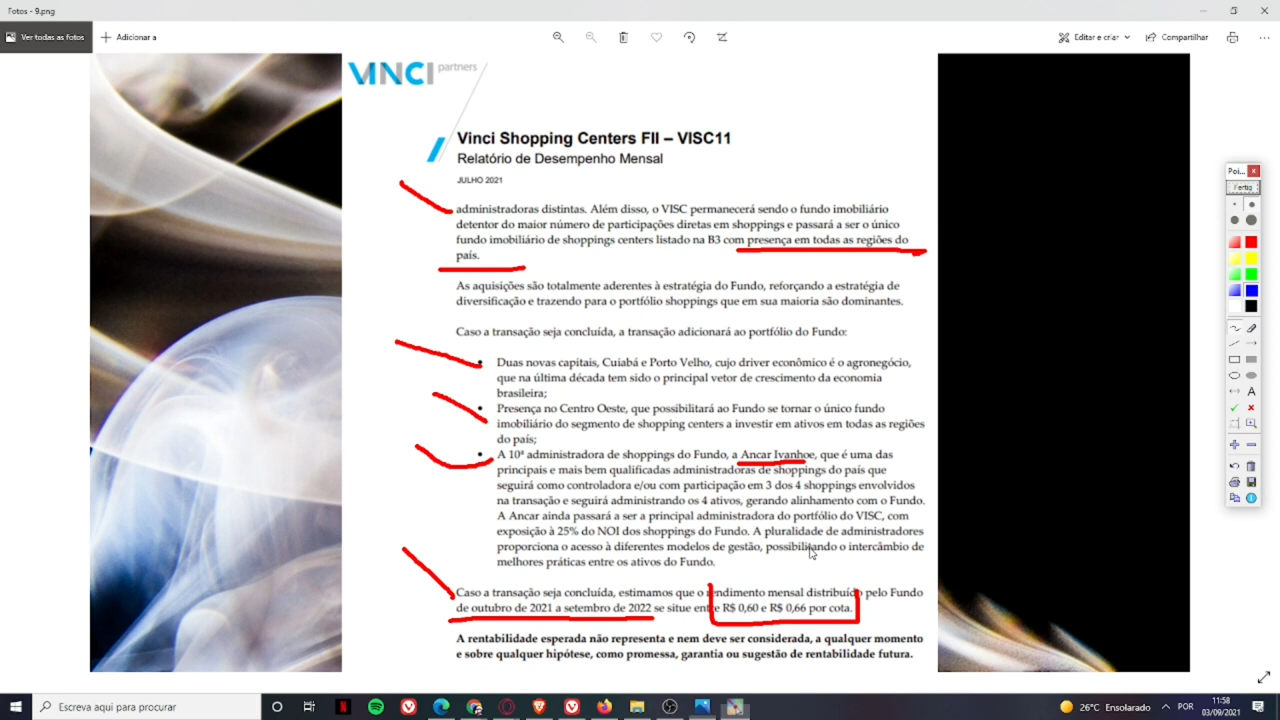 Fotos - 9.png
Ver todas as fotos
Adicionar a
Editar e criar
Compartilhar
VINCI partners
Vinci Shopping Centers FII – VISC11
Relatório de Desempenho Mensal
JULHO 2021
administradoras distintas. Além disso, o VISC permanecerá sendo o fundo imobiliário
detentor do maior número de participações diretas em shoppings e passará a ser o único
fundo imobiliário de shoppings centers listado na B3 com presença em todas as regiões do
país.
As aquisições são totalmente aderentes à estratégia do Fundo, reforçando a estratégia de
diversificação e trazendo para o portfólio shoppings que em sua maioria são dominantes.
Caso a transação seja concluída, a transação adicionará ao portfólio do Fundo:
• Duas novas capitais, Cuiabá e Porto Velho, cujo driver econômico é o agronegócio,
que na última década tem sido o principal vetor de crescimento da economia
brasileira;
• Presença no Centro Oeste, que possibilitará ao Fundo se tornar o único fundo
imobiliário do segmento de shopping centers a investir em ativos em todas as regiões
do país;
• A 10ª administradora de shoppings do Fundo, a Ancar Ivanhoe, que é uma das
principais e mais bem qualificadas administradoras de shoppings do país que
seguirá como controladora e/ou com participação em 3 dos 4 shoppings envolvidos
na transação e seguirá administrando os 4 ativos, gerando alinhamento com o Fundo.
A Ancar ainda passará a ser a principal administradora do portfólio do VISC, com
exposição à 25% do NOI dos shoppings do Fundo. A pluralidade de administradores
proporciona o acesso à diferentes modelos de gestão, possibilitando o intercâmbio de
melhores práticas entre os ativos do Fundo.
Caso a transação seja concluída, estimamos que o rendimento mensal distribuído pelo Fundo
de outubro de 2021 a setembro de 2022 se situe entre R$ 0,60 e R$ 0,66 por cota.
A rentabilidade esperada não representa e nem deve ser considerada, a qualquer momento
e sobre qualquer hipótese, como promessa, garantia ou sugestão de rentabilidade futura.
Poi...
A
Escreva aqui para procurar
26°C Ensolarado
POR
11:58
03/09/2021